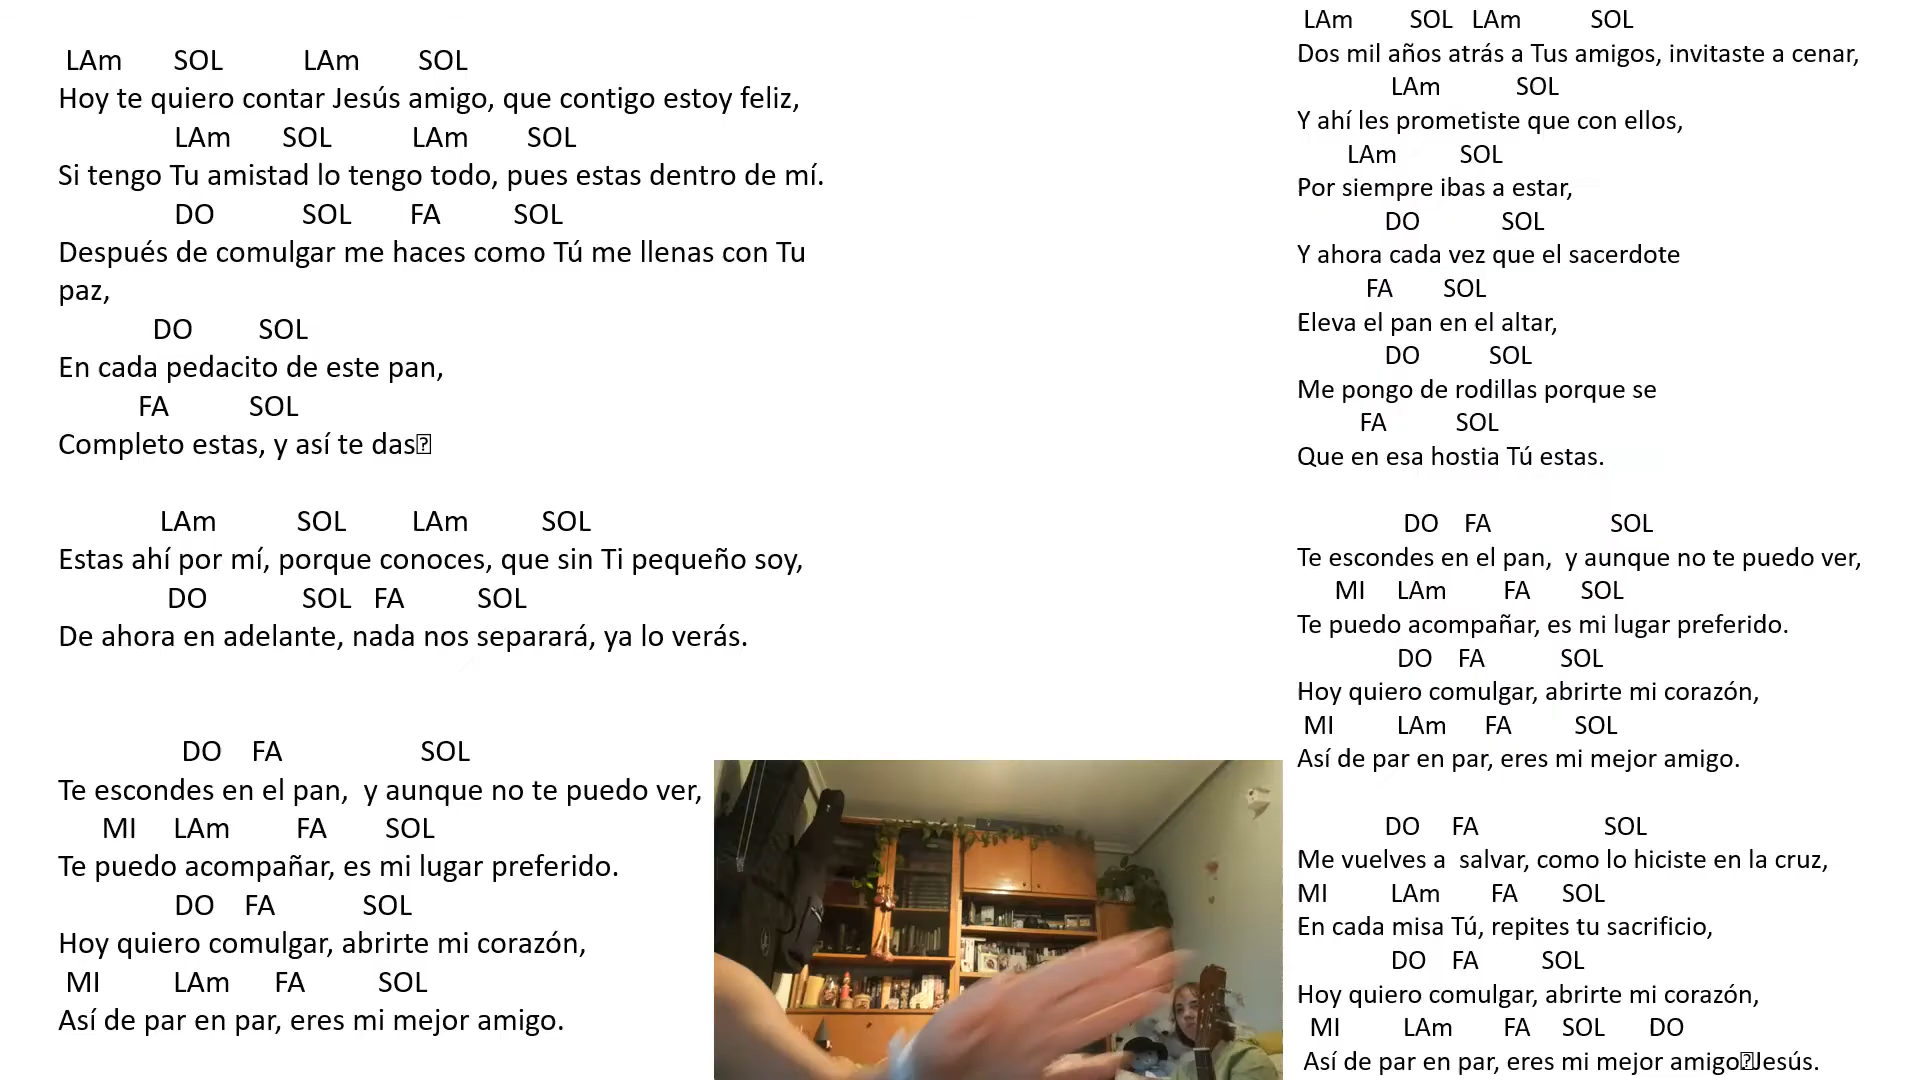 LAm SOL LAm SOL
Hoy te quiero contar Jesús amigo, que contigo estoy feliz,
LAm SOL LAm SOL
Si tengo Tu amistad lo tengo todo, pues estas dentro de mí.
DO SOL FA SOL
Después de comulgar me haces como Tú me llenas con Tu
paz,
DO SOL
En cada pedacito de este pan,
FA SOL
Completo estas, y así te das
LAm SOL LAm SOL
Estas ahí por mí, porque conoces, que sin Ti pequeño soy,
DO SOL FA SOL
De ahora en adelante, nada nos separará, ya lo verás.
DO FA SOL
Te escondes en el pan, y aunque no te puedo ver,
MI LAm FA SOL
Te puedo acompañar, es mi lugar preferido.
DO FA SOL
Hoy quiero comulgar, abrirte mi corazón,
MI LAm FA SOL
Así de par en par, eres mi mejor amigo.
LAm SOL LAm SOL
Dos mil años atrás a Tus amigos, invitaste a cenar,
LAm SOL
Y ahí les prometiste que con ellos,
LAm SOL
Por siempre ibas a estar,
DO SOL
Y ahora cada vez que el sacerdote
FA SOL
Eleva el pan en el altar,
DO SOL
Me pongo de rodillas porque se
FA SOL
Que en esa hostia Tú estas.
DO FA SOL
Te escondes en el pan, y aunque no te puedo ver,
MI LAm FA SOL
Te puedo acompañar, es mi lugar preferido.
DO FA SOL
Hoy quiero comulgar, abrirte mi corazón,
MI LAm FA SOL
Así de par en par, eres mi mejor amigo.
DO FA SOL
Me vuelves a salvar, como lo hiciste en la cruz,
MI LAm FA SOL
En cada misa Tú, repites tu sacrificio,
DO FA SOL
Hoy quiero comulgar, abrirte mi corazón,
MI LAm FA SOL DO
Así de par en par, eres mi mejor amigo Jesús.